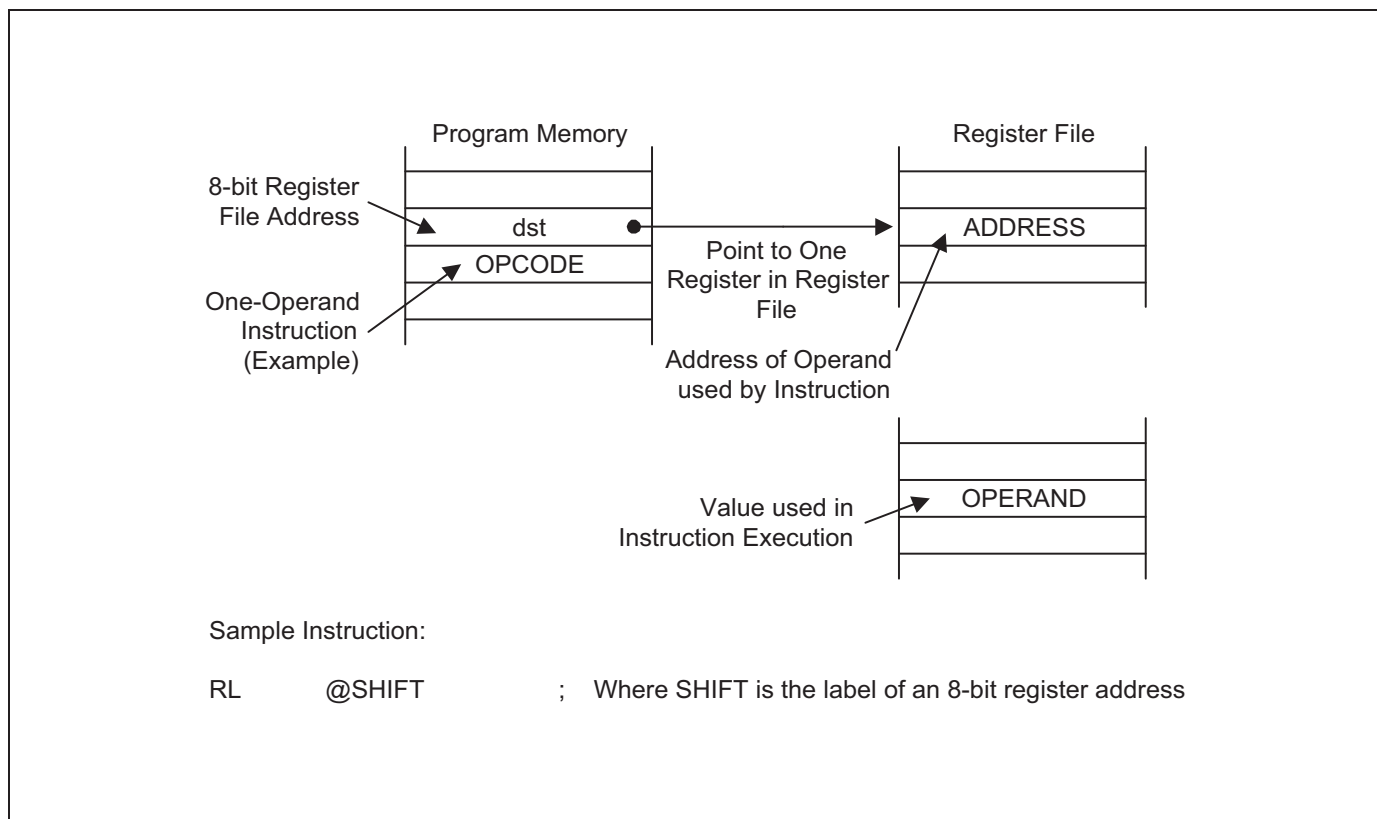 Program Memory
Register File
8-bit Register
File Address
dst
ADDRESS
OPCODE
Point to One
Register in Register
File
One-Operand
Instruction
(Example)
Address of Operand
used by Instruction
OPERAND
Value used in
Instruction Execution
Sample Instruction:
RL @SHIFT ; Where SHIFT is the label of an 8-bit register address